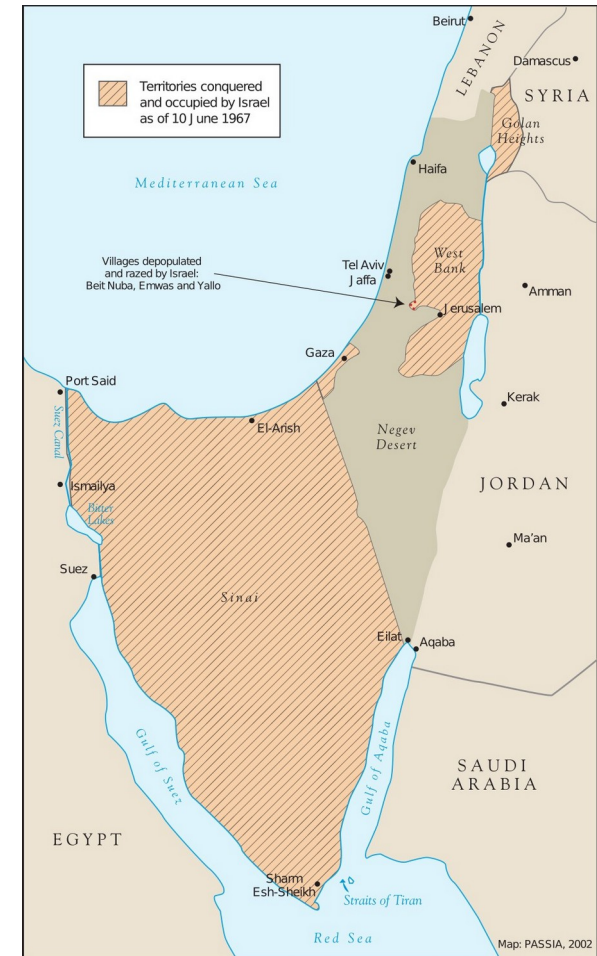 Beirut
LEBANON
Damascus
SYRIA
Territories conquered
and occupied by Israel
as of 10 June 1967
Golan
Heights
Haifa
Mediterranean Sea
West
Bank
Villages depopulated
and razed by Israel:
Beit Nuba, Emwas and Yallo
Tel Aviv
Jaffa
Amman
Jerusalem
Gaza
Port Said
Kerak
El-Arish
Suez Canal
Negev
Desert
Ismailya
JORDAN
Bitter
Lakes
Ma'an
Suez
Sinai
Eilat
Aqaba
Gulf of Suez
Gulf of Aqaba
SAUDI
ARABIA
EGYPT
Sharm
Esh-Sheikh
Straits of Tiran
Red Sea
Map: PASSIA, 2002